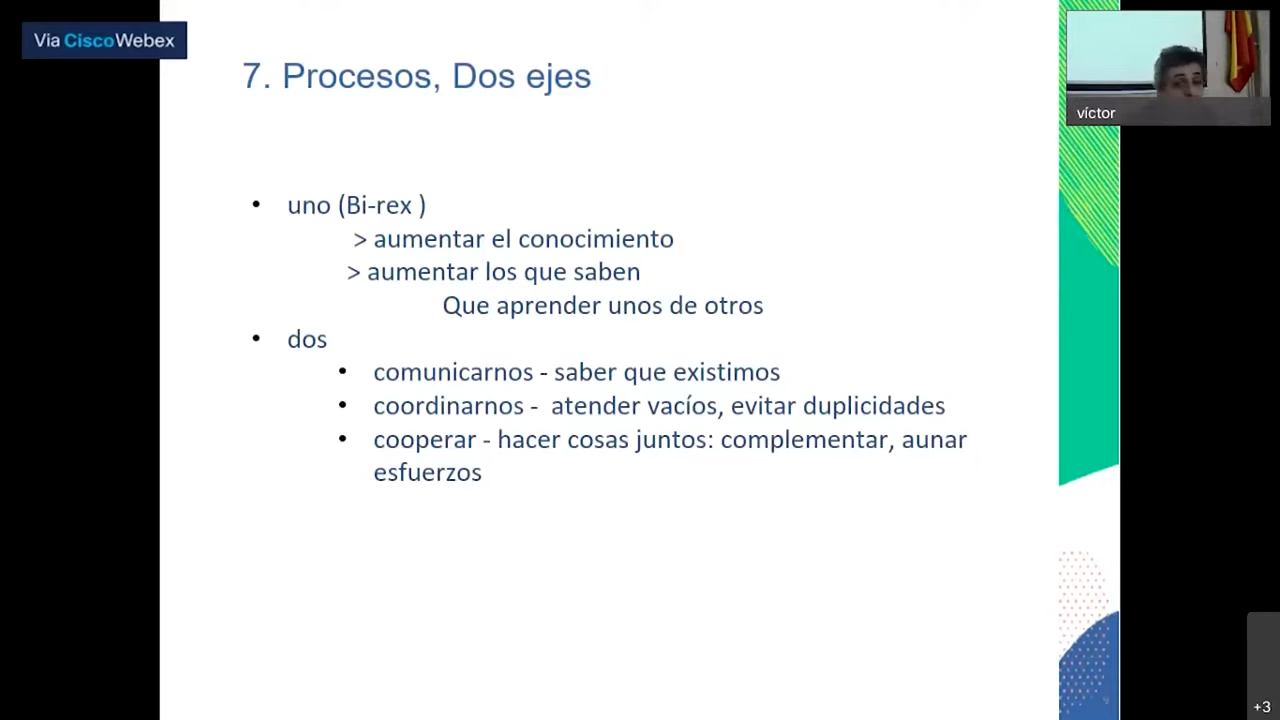 Via CiscoWebex
7. Procesos, Dos ejes
víctor
• uno (Bi-rex )
> aumentar el conocimiento
> aumentar los que saben
Que aprender unos de otros
• dos
• comunicarnos - saber que existimos
• coordinarnos - atender vacíos, evitar duplicidades
• cooperar - hacer cosas juntos: complementar, aunar
esfuerzos
+3